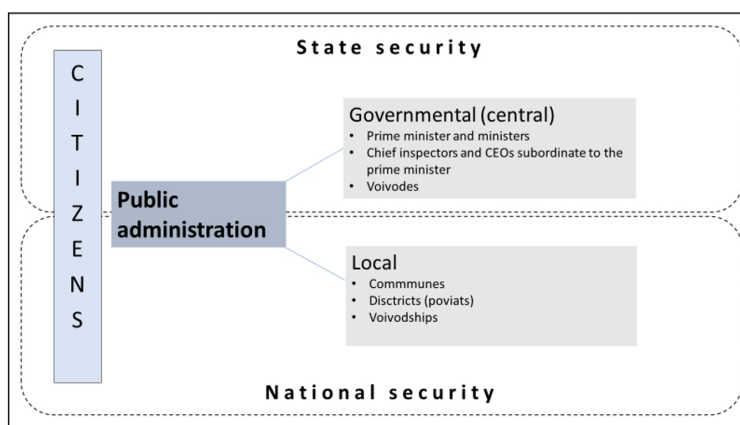 State security
CITIZENS
Governmental (central)
• Prime minister and ministers
• Chief inspectors and CEOs subordinate to the
prime minister
• Voivodes
Public
administration
Local
• Commmunes
• Disctricts (poviats)
• Voivodships
National security